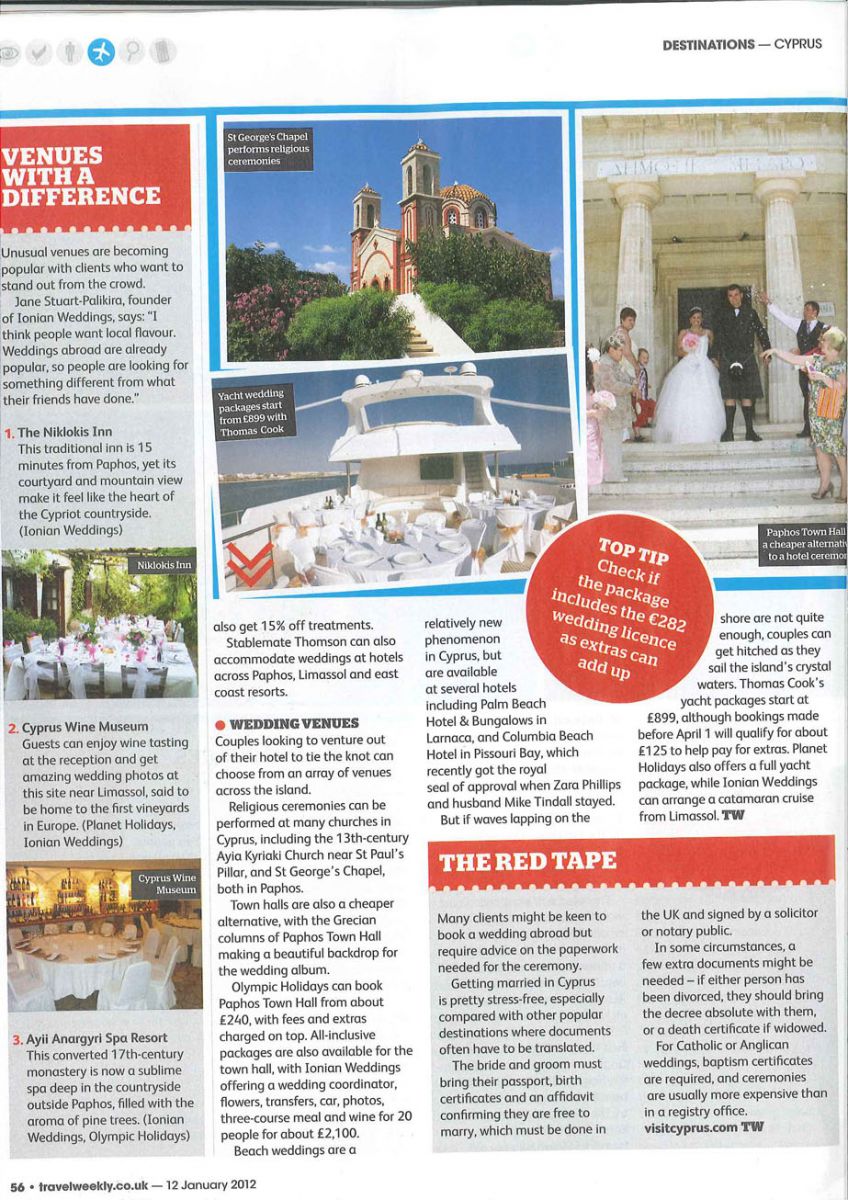 DESTINATIONS — CYPRUS
VENUES
WITH A
DIFFERENCE
Unusual venues are becoming
popular with clients who want to
stand out from the crowd.
Jane Stuart-Palikira, founder
of Ionian Weddings, says: “I
think people want local flavour.
Weddings abroad are already
popular, so people are looking for
something different from what
their friends have done.”
1. The Niklokis Inn
This traditional inn is 15
minutes from Paphos, yet its
courtyard and mountain view
make it feel like the heart of
the Cypriot countryside.
(Ionian Weddings)
Niklokis Inn
2. Cyprus Wine Museum
Guests can enjoy wine tasting
at the reception and get
amazing wedding photos at
this site near Limassol, said to
be home to the first vineyards
in Europe. (Planet Holidays,
Ionian Weddings)
Cyprus Wine
Museum
3. Ayii Anargyri Spa Resort
This converted 17th-century
monastery is now a sublime
spa deep in the countryside
outside Paphos, filled with the
aroma of pine trees. (Ionian
Weddings, Olympic Holidays)
St George’s Chapel
performs religious
ceremonies
Yacht wedding
packages start
from £899 with
Thomas Cook
Paphos Town Hall
a cheaper alternativ
to a hotel ceremo
TOP TIP
Check if
the package
includes the €282
wedding licence
as extras can
add up
also get 15% off treatments.
Stablemate Thomson can also
accommodate weddings at hotels
across Paphos, Limassol and east
coast resorts.
● WEDDING VENUES
Couples looking to venture out
of their hotel to tie the knot can
choose from an array of venues
across the island.
Religious ceremonies can be
performed at many churches in
Cyprus, including the 13th-century
Ayia Kyriaki Church near St Paul’s
Pillar, and St George’s Chapel,
both in Paphos.
Town halls are also a cheaper
alternative, with the Grecian
columns of Paphos Town Hall
making a beautiful backdrop for
the wedding album.
Olympic Holidays can book
Paphos Town Hall from about
£240, with fees and extras
charged on top. All-inclusive
packages are also available for the
town hall, with Ionian Weddings
offering a wedding coordinator,
flowers, transfers, car, photos,
three-course meal and wine for 20
people for about £2,100.
Beach weddings are a
relatively new
phenomenon
in Cyprus, but
are available
at several hotels
including Palm Beach
Hotel & Bungalows in
Larnaca, and Columbia Beach
Hotel in Pissouri Bay, which
recently got the royal
seal of approval when Zara Phillips
and husband Mike Tindall stayed.
But if waves lapping on the
shore are not quite
enough, couples can
get hitched as they
sail the island’s crystal
waters. Thomas Cook’s
yacht packages start at
£899, although bookings made
before April 1 will qualify for about
£125 to help pay for extras. Planet
Holidays also offers a full yacht
package, while Ionian Weddings
can arrange a catamaran cruise
from Limassol. TW
THE RED TAPE
Many clients might be keen to
book a wedding abroad but
require advice on the paperwork
needed for the ceremony.
Getting married in Cyprus
is pretty stress-free, especially
compared with other popular
destinations where documents
often have to be translated.
The bride and groom must
bring their passport, birth
certificates and an affidavit
confirming they are free to
marry, which must be done in
the UK and signed by a solicitor
or notary public.
In some circumstances, a
few extra documents might be
needed – if either person has
been divorced, they should bring
the decree absolute with them,
or a death certificate if widowed.
For Catholic or Anglican
weddings, baptism certificates
are required, and ceremonies
are usually more expensive than
in a registry office.
visitcyprus.com TW
56 • travelweekly.co.uk — 12 January 2012